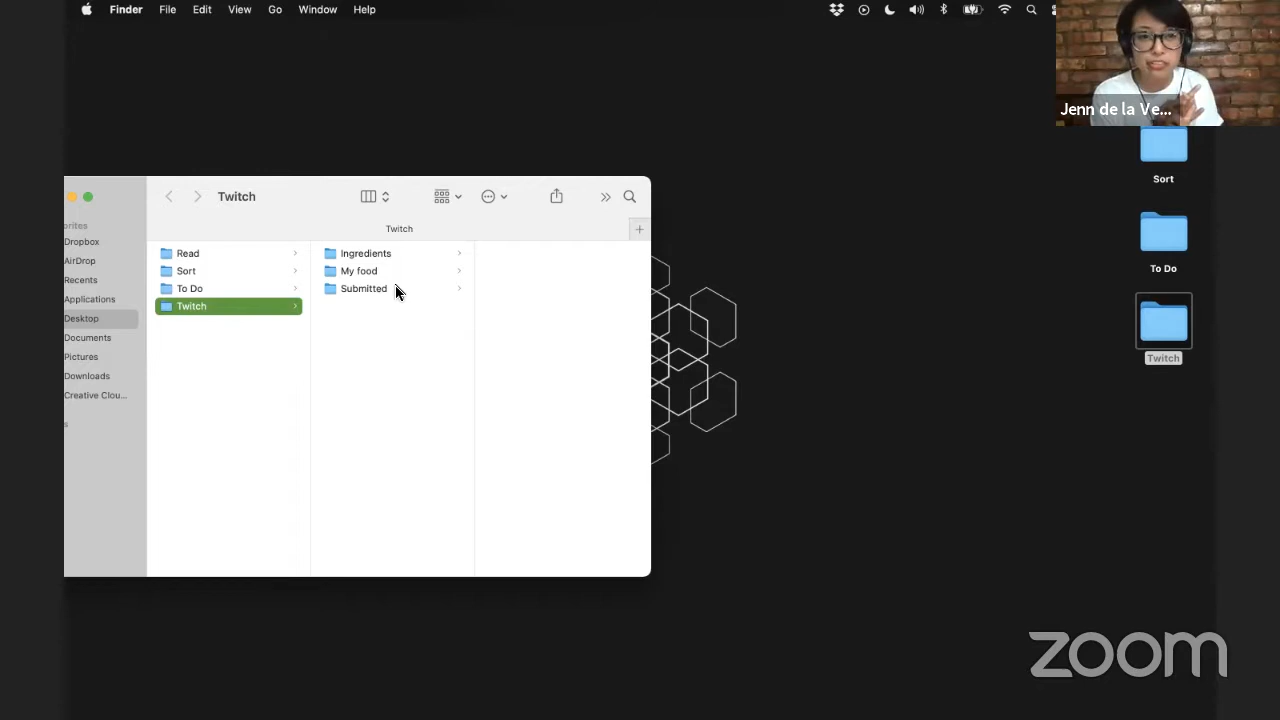 Finder File Edit View Go Window Help
Jenn de la Ve...
Sort
To Do
Twitch
Twitch
Twitch
orites
Dropbox
AirDrop
Recents
Applications
Desktop
Documents
Pictures
Downloads
Creative Clou...
s
Read
Sort
To Do
Twitch
Ingredients
My food
Submitted
zoom